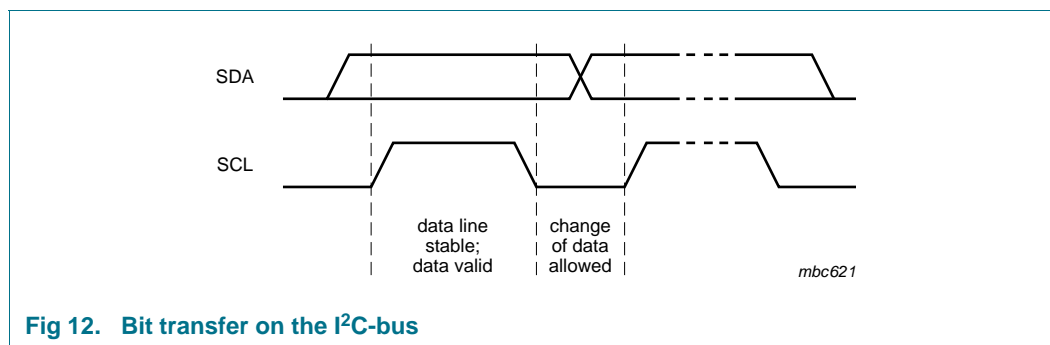 SDA
SCL
data line
stable;
data valid
change
of data
allowed
mbc621
Fig 12. Bit transfer on the I²C-bus